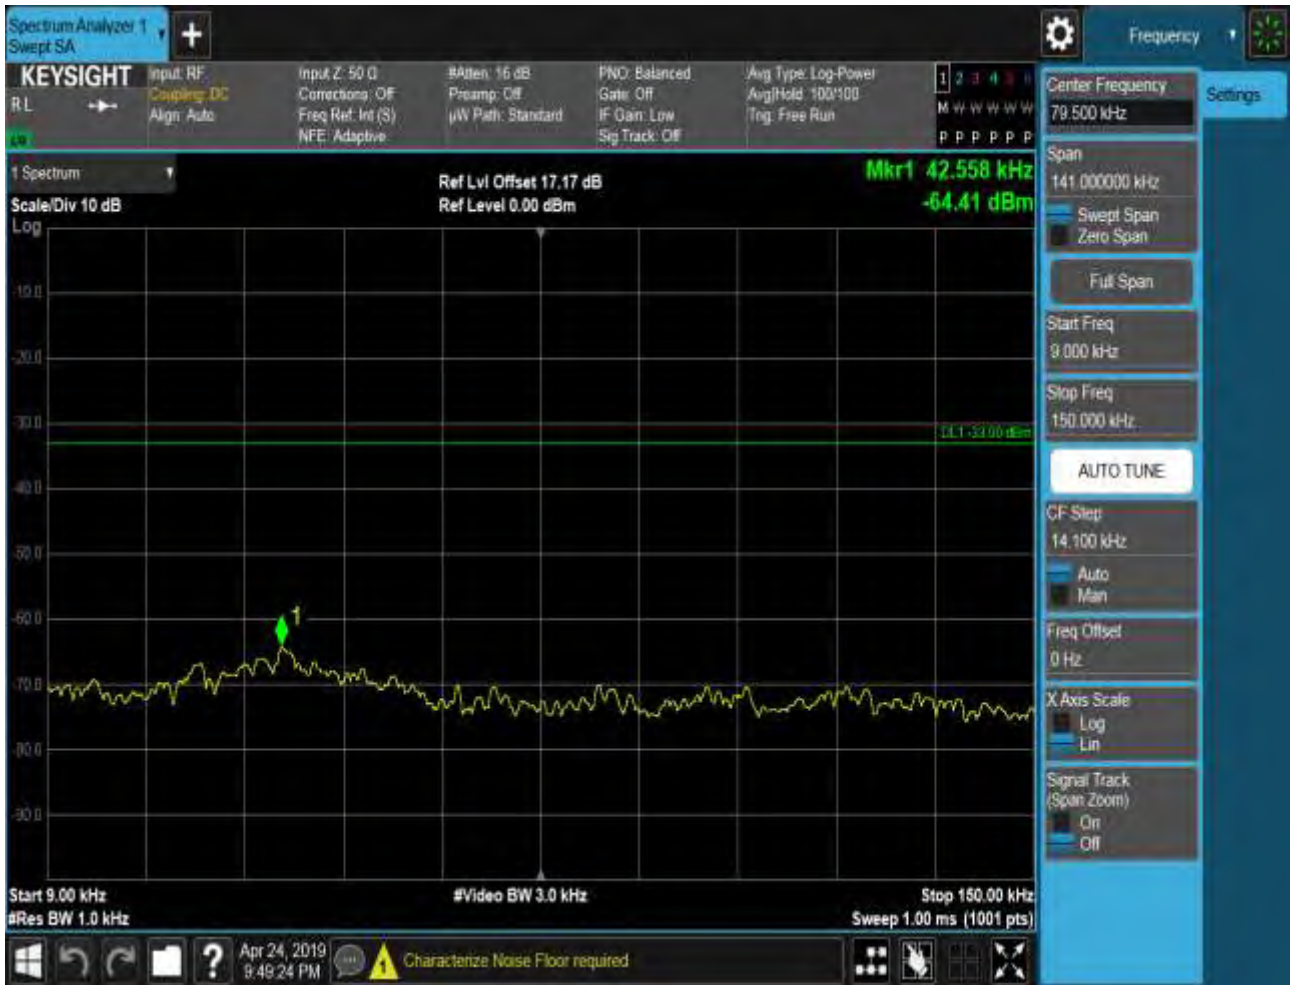 Spectrum Analyzer 1
Swept SA
+
Frequency
KEYSIGHT
RL
Input: RF
Coupling: DC
Align: Auto
Input Z: 50 Ω
Corrections: Off
Freq Ref: Int (S)
NFE: Adaptive
#Atten: 16 dB
Preamp: Off
µW Path: Standard
PNO: Balanced
Gate: Off
IF Gain: Low
Sig Track: Off
Avg Type: Log-Power
Avg|Hold: 100/100
Trig: Free Run
1 2 3 4 5 6
M W W W W W
P P P P P P
1 Spectrum
Scale/Div 10 dB
Log
Ref Lvl Offset 17.17 dB
Ref Level 0.00 dBm
Mkr1 42.558 kHz
-64.41 dBm
-10.0
-20.0
-30.0
DL1 -33.00 dBm
-40.0
-50.0
-60.0
1
-70.0
-80.0
-90.0
Start 9.00 kHz
#Res BW 1.0 kHz
#Video BW 3.0 kHz
Stop 150.00 kHz
Sweep 1.00 ms (1001 pts)
Center Frequency
79.500 kHz
Settings
Span
141.000000 kHz
Swept Span
Zero Span
Full Span
Start Freq
9.000 kHz
Stop Freq
150.000 kHz
AUTO TUNE
CF Step
14.100 kHz
Auto
Man
Freq Offset
0 Hz
X Axis Scale
Log
Lin
Signal Track
(Span Zoom)
On
Off
?
Apr 24, 2019
9:49:24 PM
1
Characterize Noise Floor required